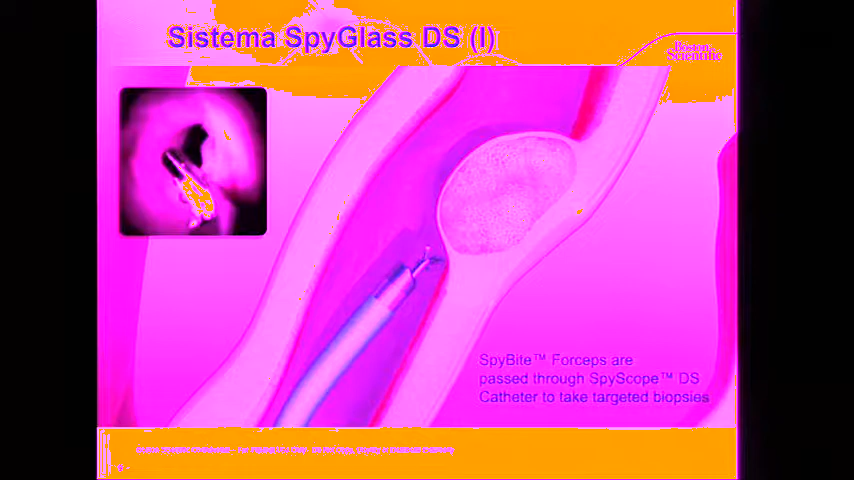 Sistema SpyGlass DS (I)
Boston
Scientific
SpyBite™ Forceps are
passed through SpyScope™ DS
Catheter to take targeted biopsies